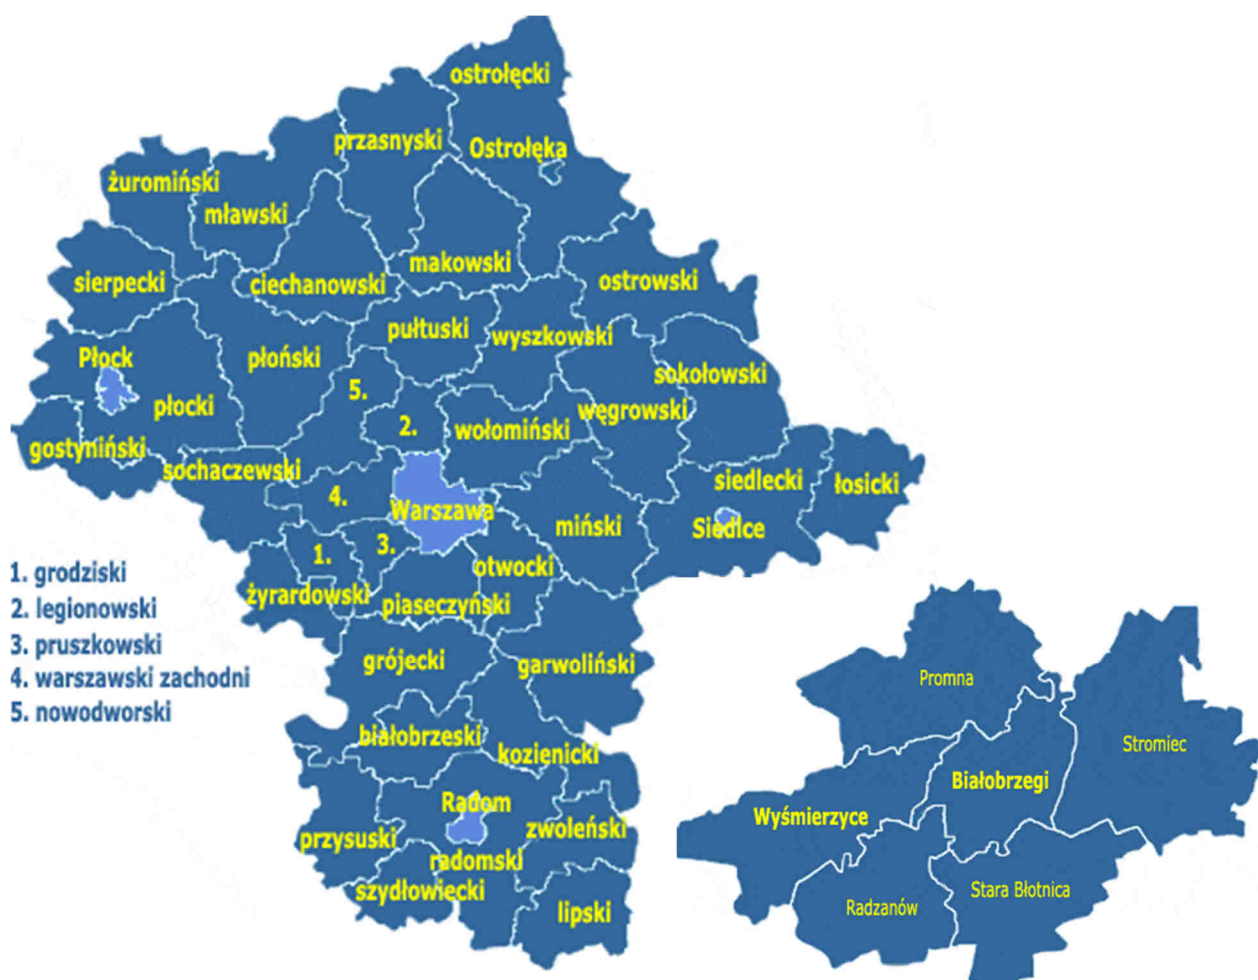 ostrołęcki
przasnyski
Ostrołęka
żuromiński
mławski
makowski
sierpecki
ciechanowski
ostrowski
pułtuski
wyszkowski
Płock
płoński
sokołowski
5.
płocki
węgrowski
2.
wołomiński
gostyniński
sochaczewski
siedlecki
łosicki
4.
Warszawa
miński
Siedlce
3.
1.
otwocki
żyrardowski
piaseczyński
1. grodziski
2. legionowski
3. pruszkowski
4. warszawski zachodni
5. nowodworski
grójecki
garwoliński
białobrzeski
kozienicki
Radom
przysuski
zwoleński
radomski
szydłowiecki
lipski
Promna
Stromiec
Białobrzegi
Wyśmierzyce
Stara Błotnica
Radzanów